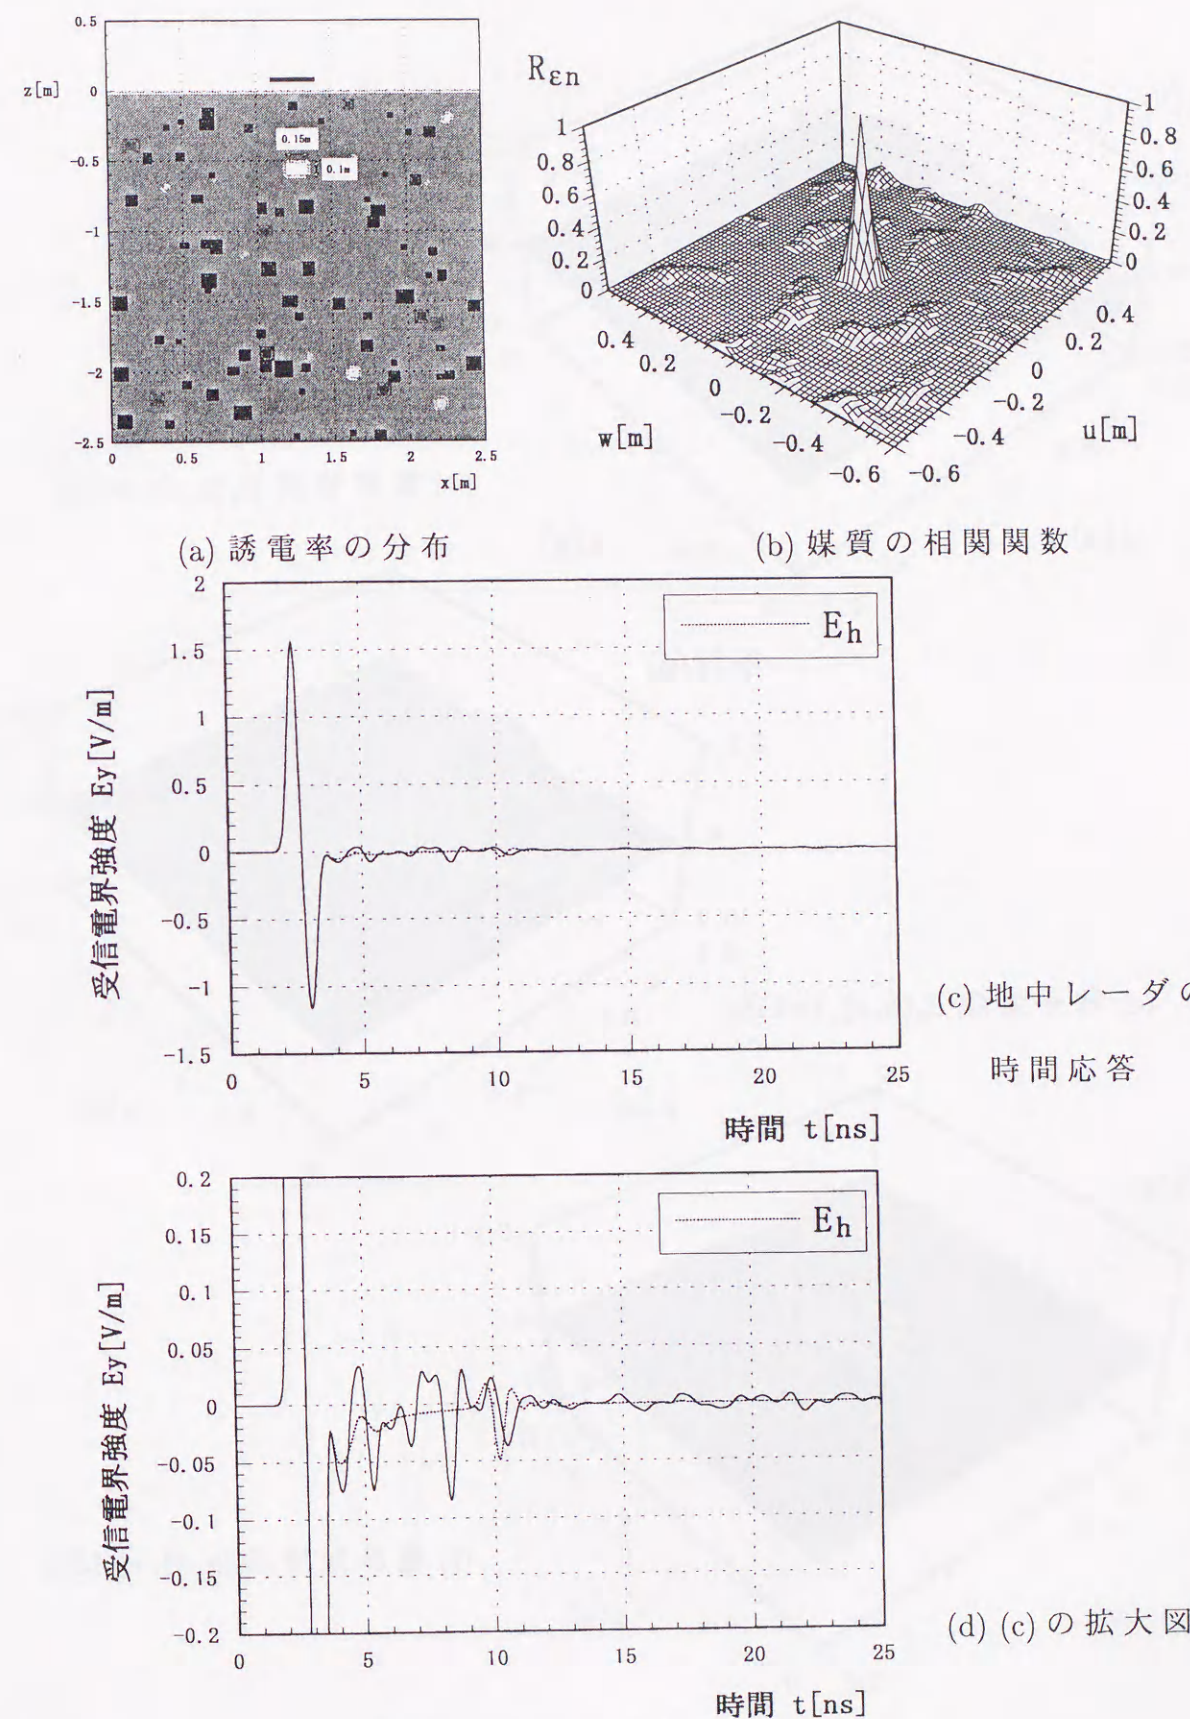 0.5
z[m]
0
-0.5
-1
-1.5
-2
-2.5
0.15m
0.1m
0 0.5 1 1.5 2 2.5
x[m]
Rεn
1
0.8
0.6
0.4
0.2
0
1
0.8
0.6
0.4
0.2
0
0.4
0.2
0
-0.2
-0.4
-0.6
w[m]
0.4
0.2
0
-0.2
-0.4
-0.6
u[m]
(a) 誘電率の分布
(b) 媒質の相関関数
2
1.5
1
0.5
0
-0.5
-1
-1.5
受信電界強度 Ey[V/m]
Eh
0 5 10 15 20 25
時間 t[ns]
(c) 地中レーダの
時間応答
0.2
0.15
0.1
0.05
0
-0.05
-0.1
-0.15
-0.2
受信電界強度 Ey[V/m]
Eh
0 5 10 15 20 25
時間 t[ns]
(d) (c) の拡大図